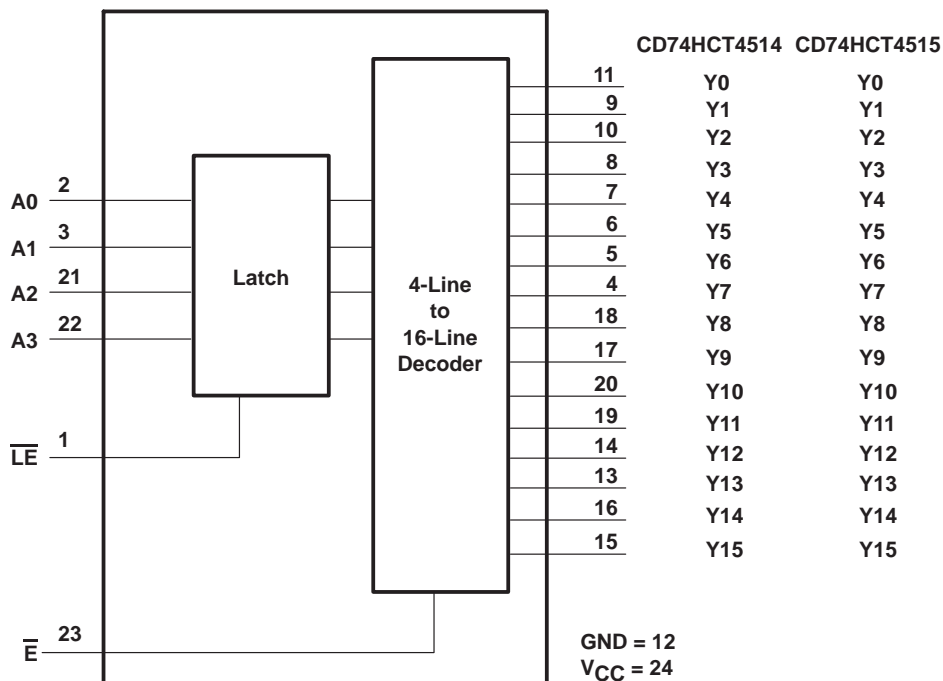 CD74HCT4514 CD74HCT4515
11 Y0 Y0
9 Y1 Y1
10 Y2 Y2
8 Y3 Y3
2
A0
7 Y4 Y4
3
A1
6 Y5 Y5
21
A2
Latch
5 Y6 Y6
4 Y7 Y7
22
A3
18 Y8 Y8
4-Line
to
16-Line
Decoder
17 Y9 Y9
20 Y10 Y10
19 Y11 Y11
1
L̅E̅
14 Y12 Y12
13 Y13 Y13
16 Y14 Y14
15 Y15 Y15
23
E̅
GND = 12
VCC = 24